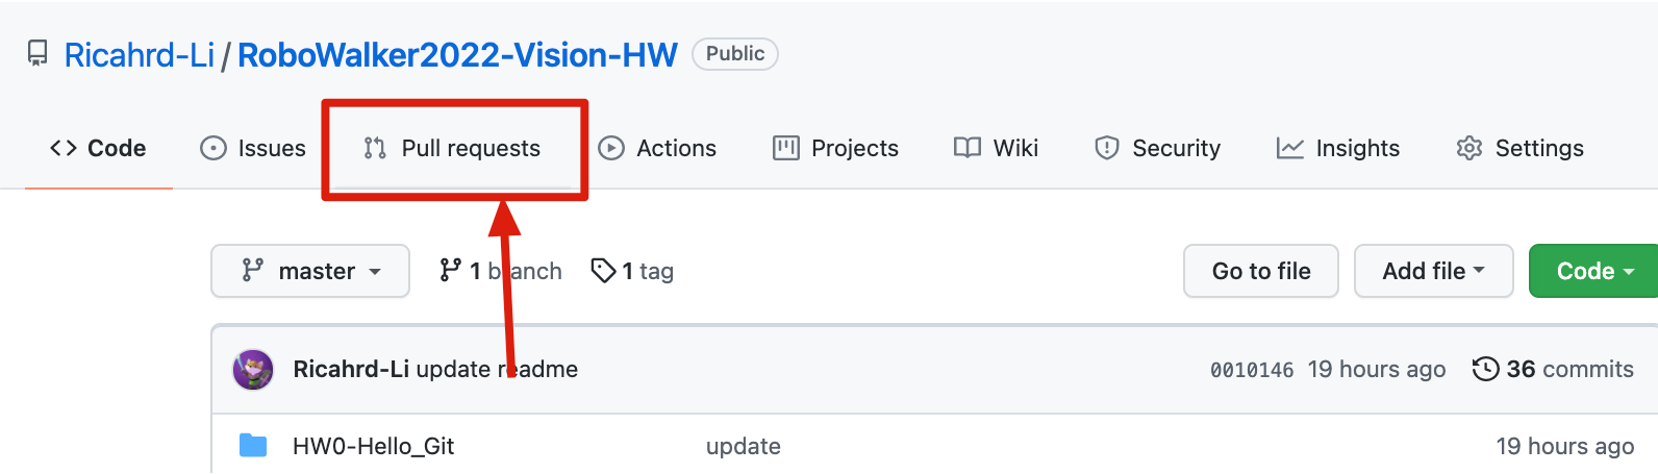 Ricahrd-Li / RoboWalker2022-Vision-HW Public
<> Code Issues Pull requests Actions Projects Wiki Security Insights Settings
master 1 branch 1 tag Go to file Add file Code
Ricahrd-Li update readme 0010146 19 hours ago 36 commits
HW0-Hello_Git update 19 hours ago